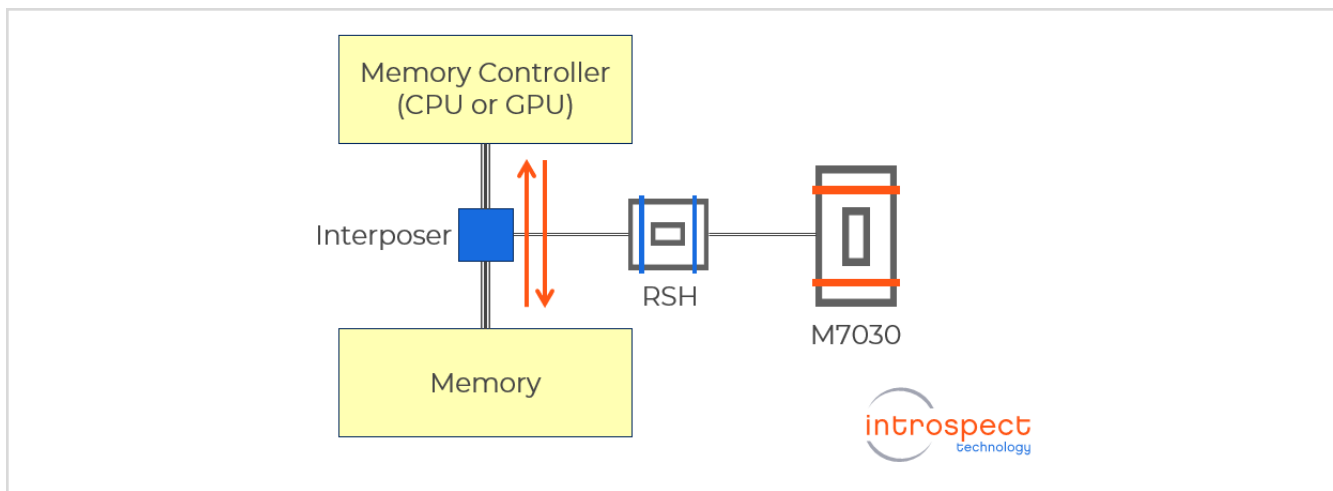 Memory Controller
(CPU or GPU)
Interposer
RSH
M7030
Memory
introspect
technology